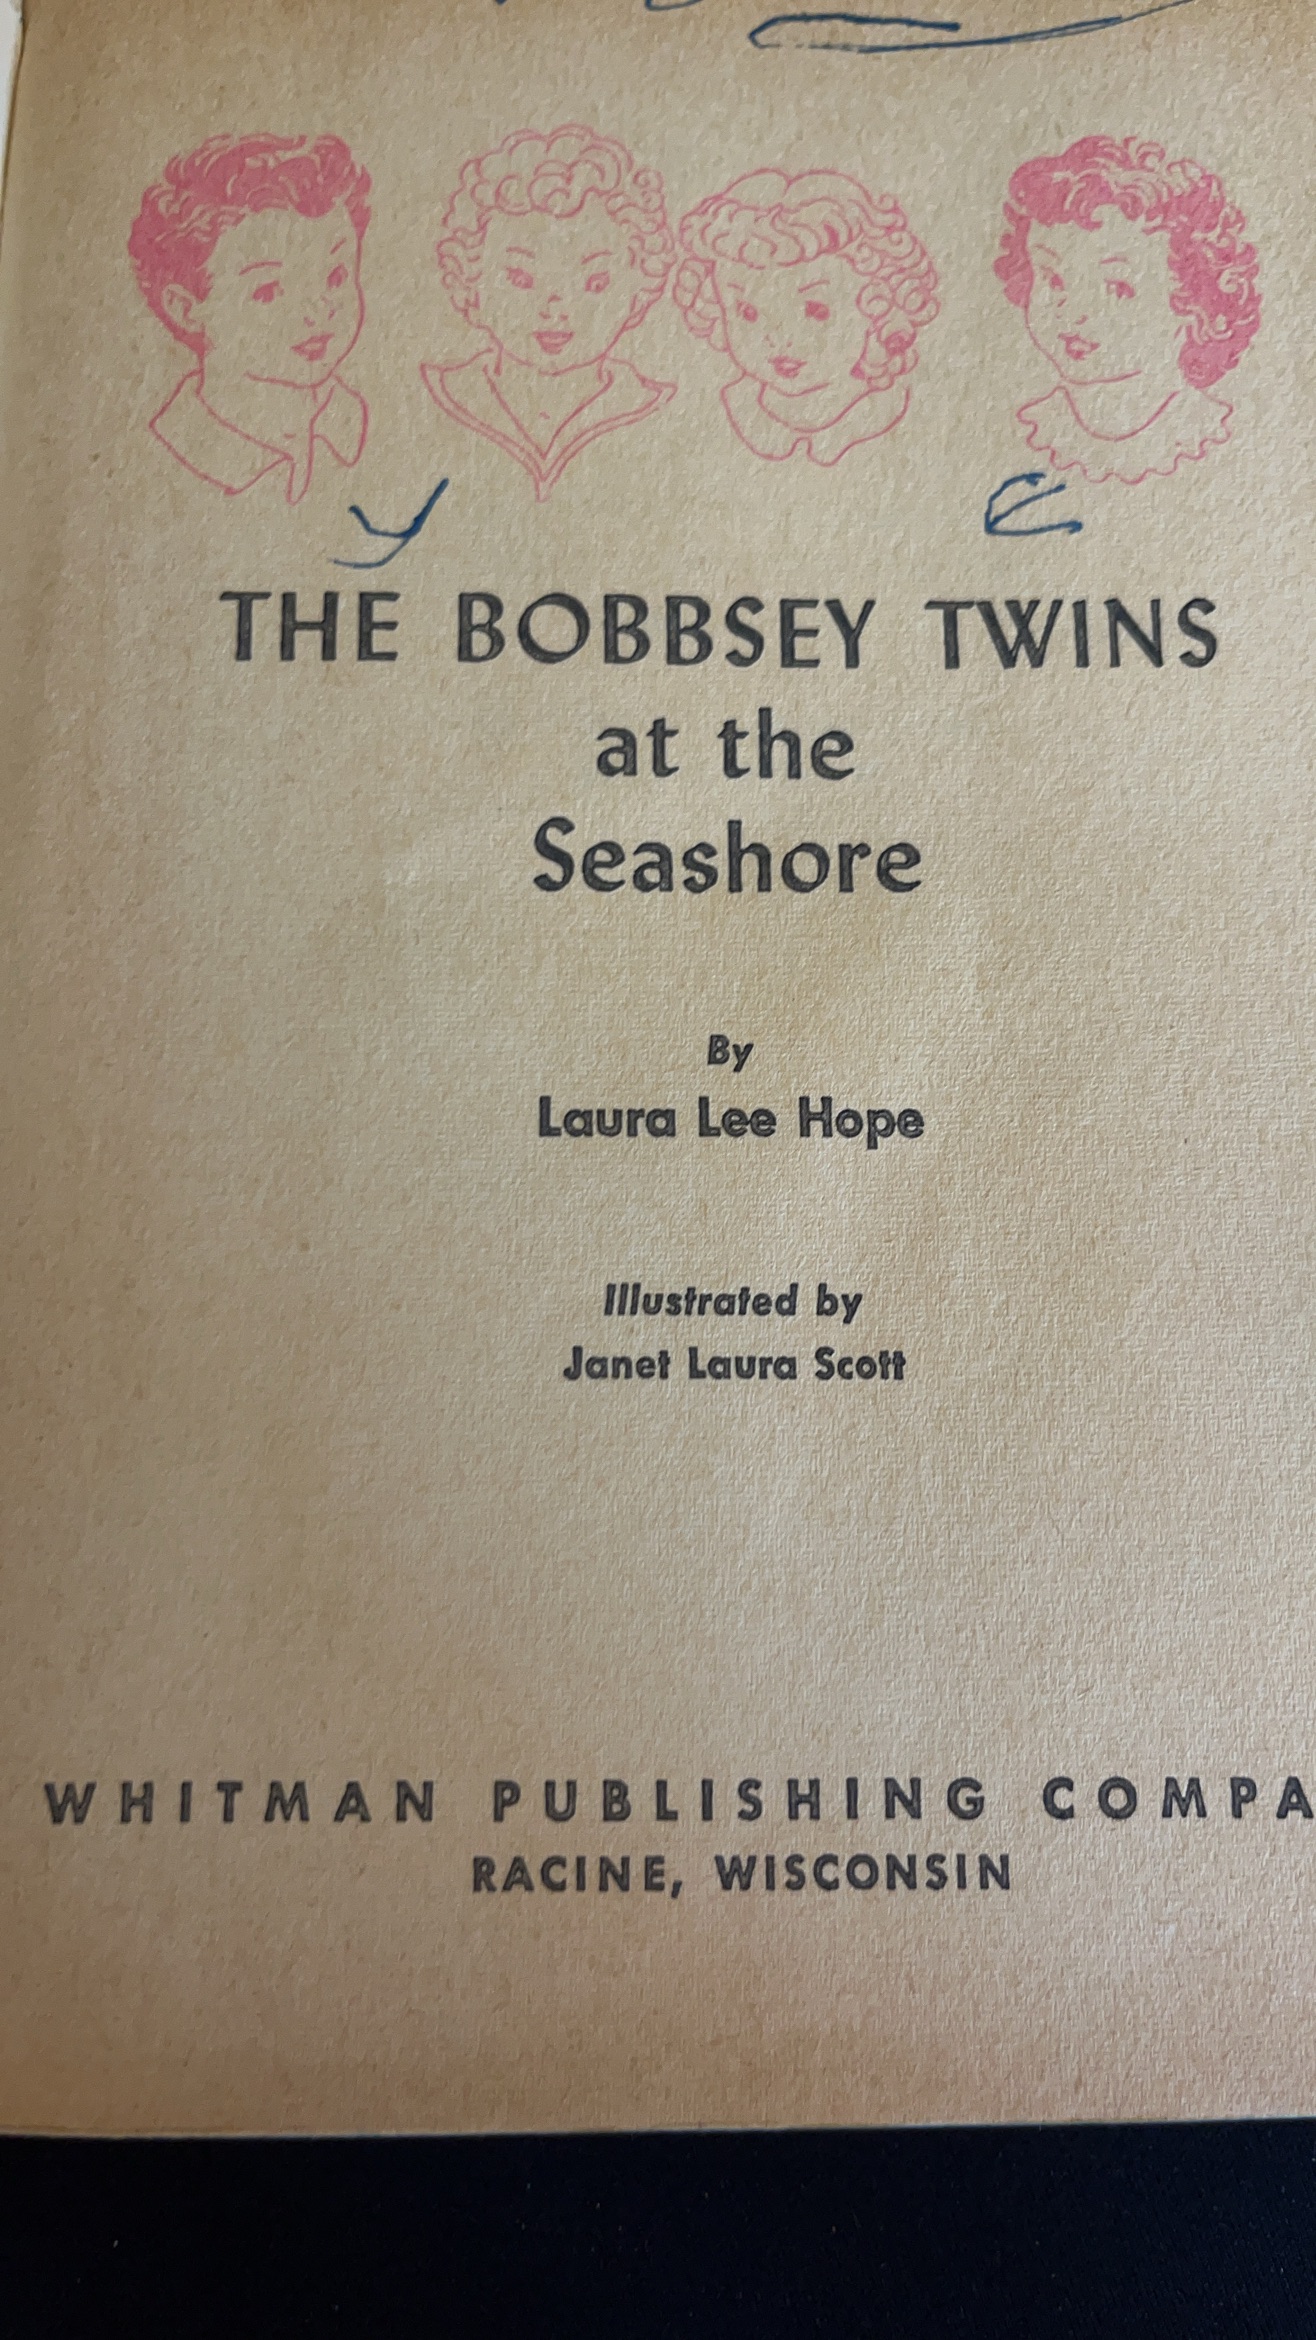 THE BOBBSEY TWINS
at the
Seashore
By
Laura Lee Hope
Illustrated by
Janet Laura Scott
WHITMAN PUBLISHING COMPA
RACINE, WISCONSIN